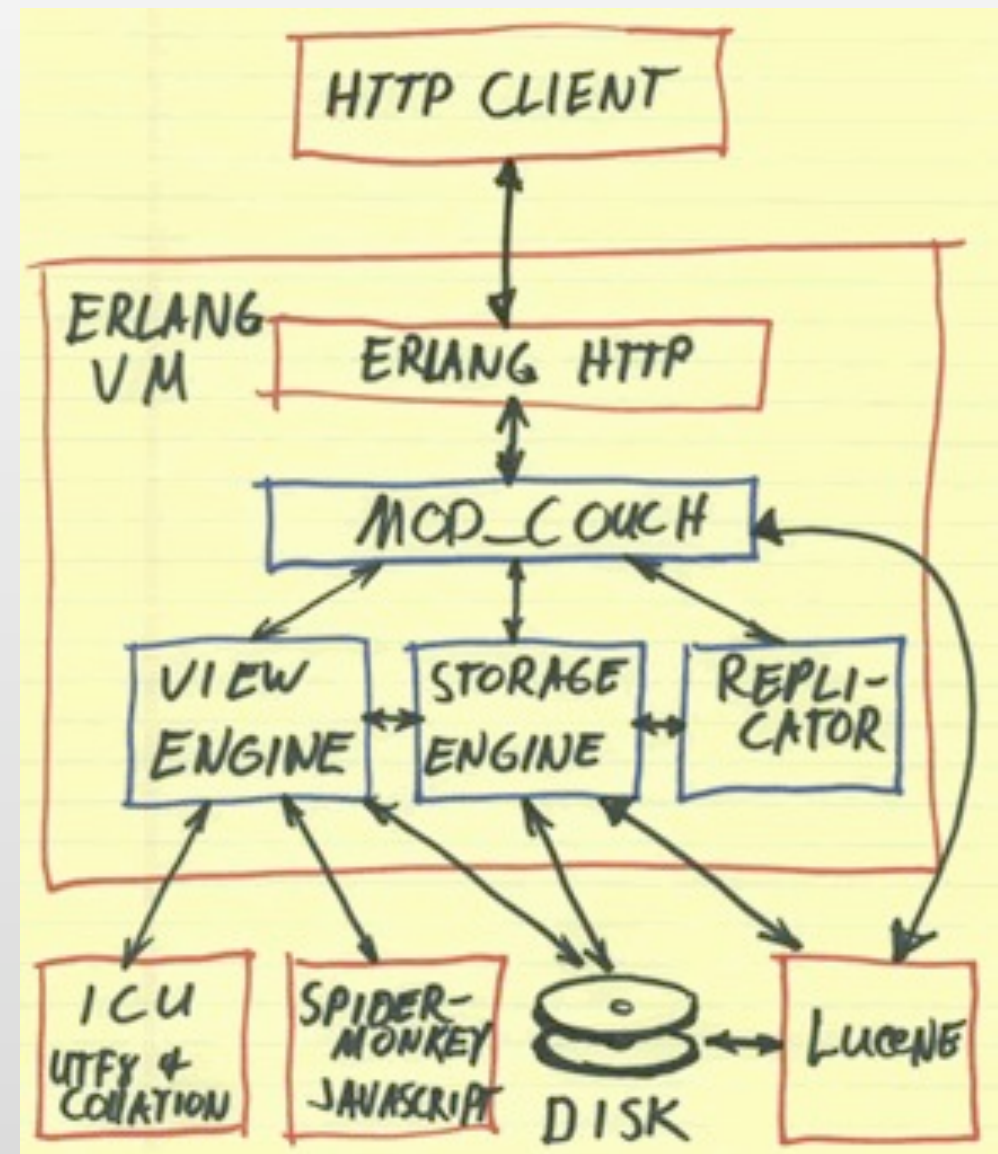 HTTP CLIENT
ERLANG
VM
ERLANG HTTP
MOD_COUCH
VIEW
ENGINE
STORAGE
ENGINE
REPLI-
CATOR
ICU
UTF8 &
COLLATION
SPIDER-
MONKEY
JAVASCRIPT
DISK
LUCENE